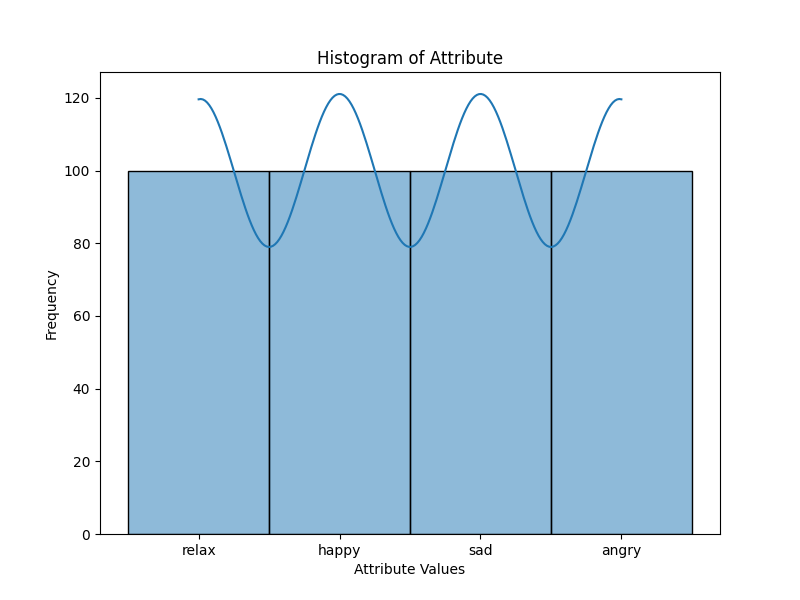 Histogram of Attribute
120
100
80
60
40
20
0
Frequency
relax happy sad angry
Attribute Values